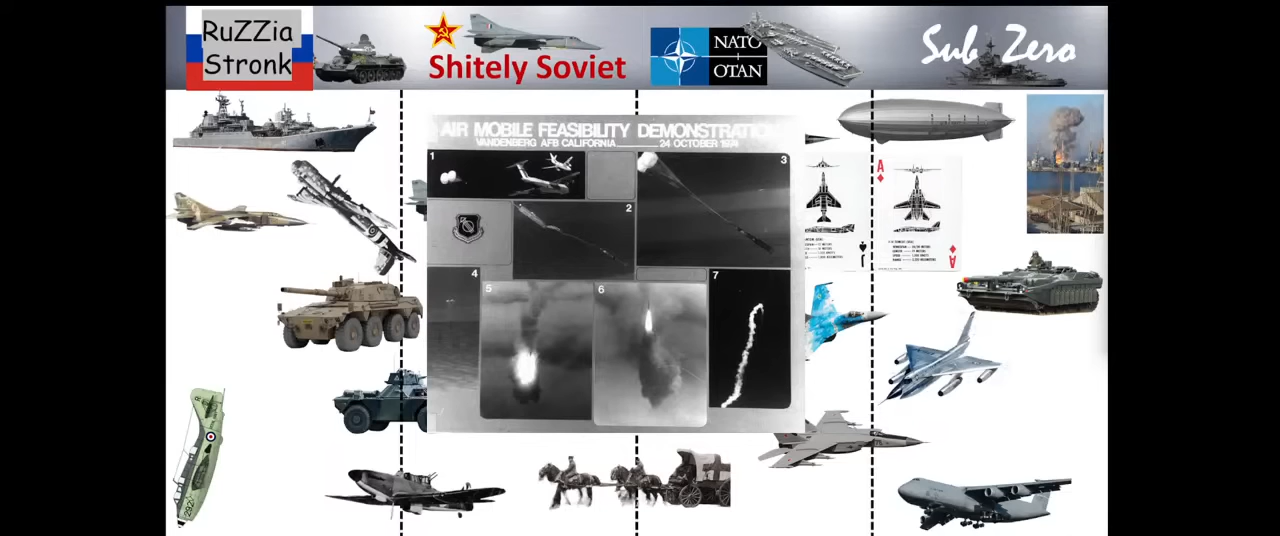 RuZZia
Stronk
Shitely Soviet
NATO
OTAN
Sub Zero
AIR MOBILE FEASIBILITY DEMONSTRATION
VANDENBERG AFB CALIFORNIA 24 OCTOBER 1974
1
2
3
4
5
6
7
A
J
A